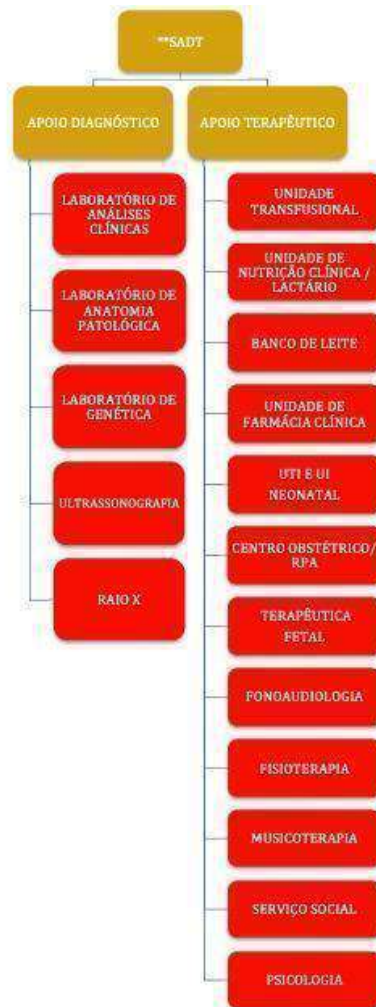 **SADT
APOIO DIAGNÓSTICO
LABORATÓRIO DE
ANÁLISES
CLÍNICAS
LABORATÓRIO DE
ANATOMIA
PATOLÓGICA
LABORATÓRIO DE
GENÉTICA
ULTRASSONOGRAFIA
RAIO X
APOIO TERAPÊUTICO
UNIDADE
TRANSFUSIONAL
UNIDADE DE
NUTRIÇÃO CLÍNICA /
LACTÁRIO
BANCO DE LEITE
UNIDADE DE
FARMÁCIA CLÍNICA
UTI E UI
NEONATAL
CENTRO OBSTÉTRICO/
RPA
TERAPÊUTICA
FETAL
FONOAUDIOLOGIA
FISIOTERAPIA
MUSICOTERAPIA
SERVIÇO SOCIAL
PSICOLOGIA